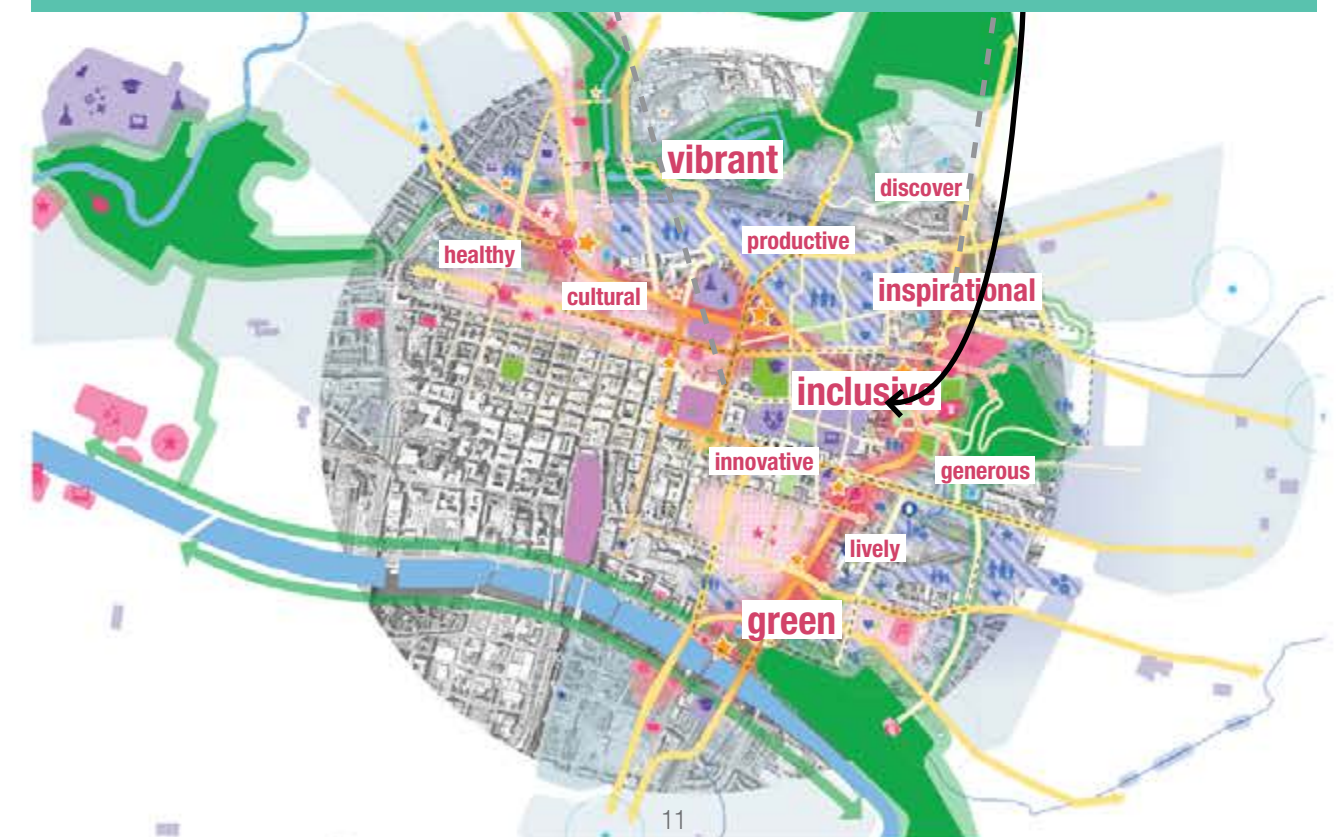 vibrant
discover
productive
healthy
inspirational
cultural
inclusive
innovative
generous
lively
green
11